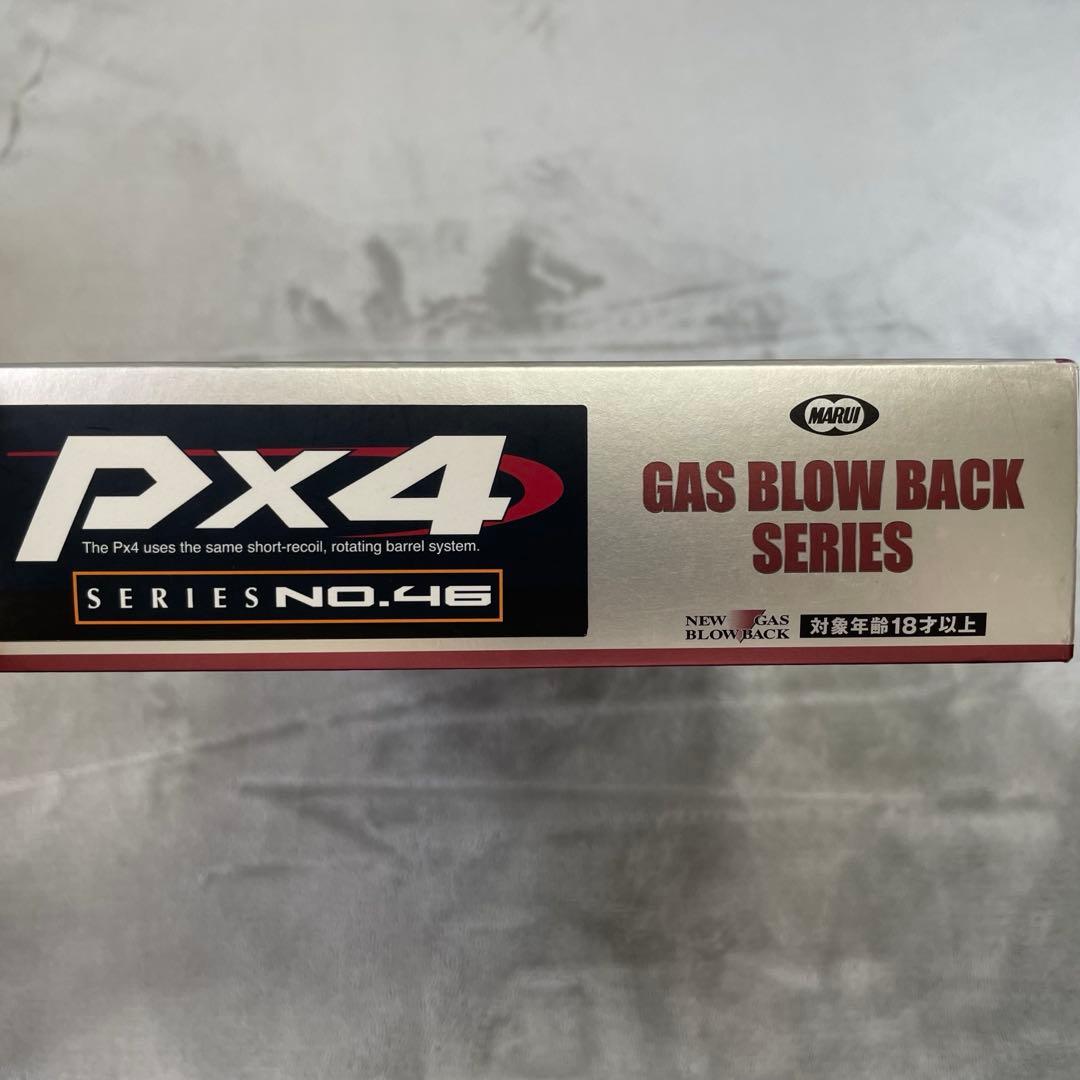 Px4
The Px4 uses the same short-recoil, rotating barrel system.
SERIES NO.46
MARUI
GAS BLOW BACK
SERIES
NEW GAS
BLOW BACK
対象年齢18才以上